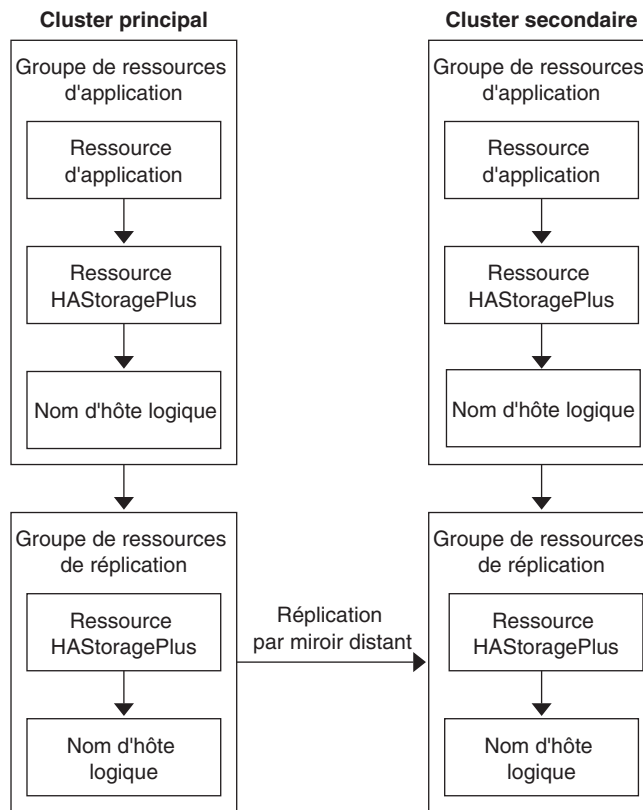 Cluster principal
Groupe de ressources
d'application
Ressource
d'application
Ressource
HAStoragePlus
Nom d'hôte logique
Groupe de ressources
de réplication
Ressource
HAStoragePlus
Nom d'hôte
logique
Réplication
par miroir distant
Cluster secondaire
Groupe de ressources
d'application
Ressource
d'application
Ressource
HAStoragePlus
Nom d'hôte logique
Groupe de ressources
de réplication
Ressource
HAStoragePlus
Nom d'hôte
logique